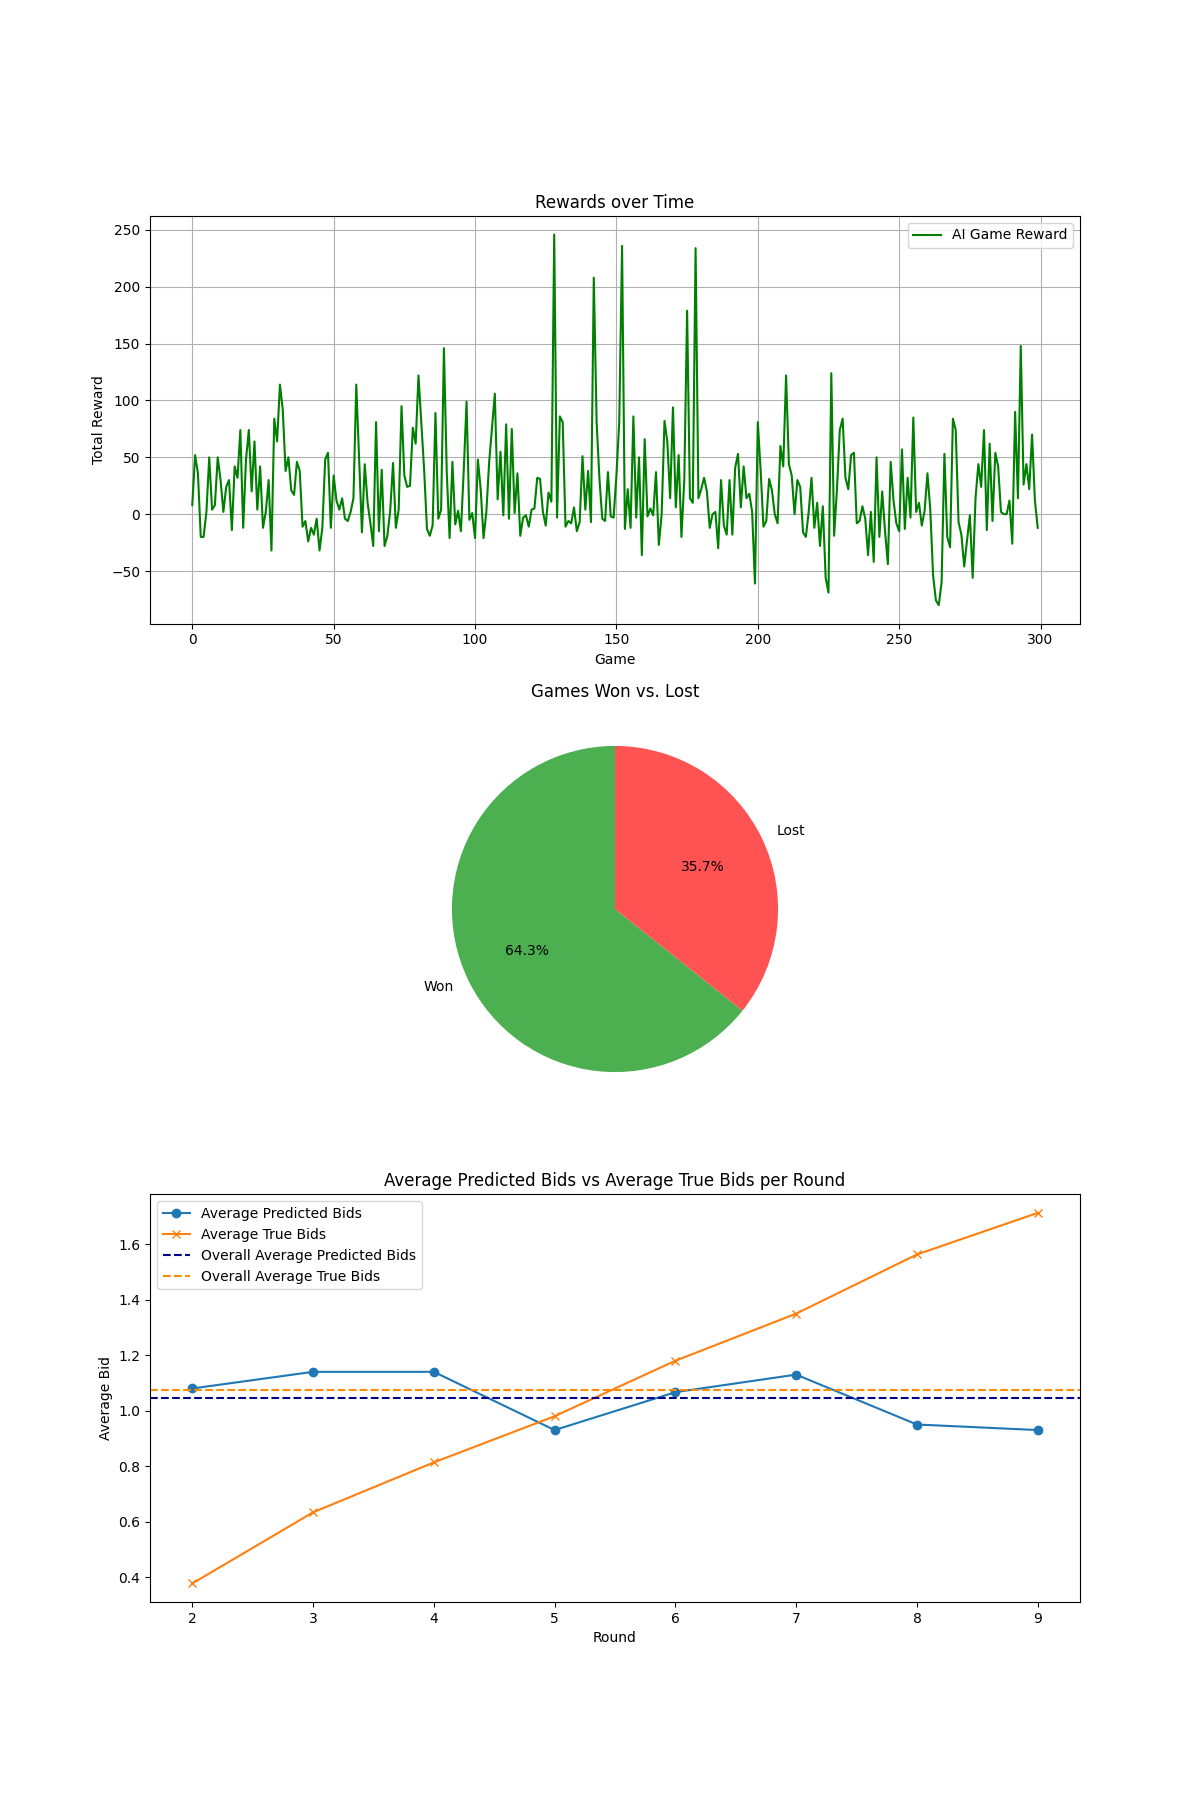 Rewards over Time
AI Game Reward
Total Reward
250
200
150
100
50
0
−50
0 50 100 150 200 250 300
Game
Games Won vs. Lost
Lost
35.7%
64.3%
Won
Average Predicted Bids vs Average True Bids per Round
Average Predicted Bids
Average True Bids
Overall Average Predicted Bids
Overall Average True Bids
Average Bid
1.6
1.4
1.2
1.0
0.8
0.6
0.4
2 3 4 5 6 7 8 9
Round